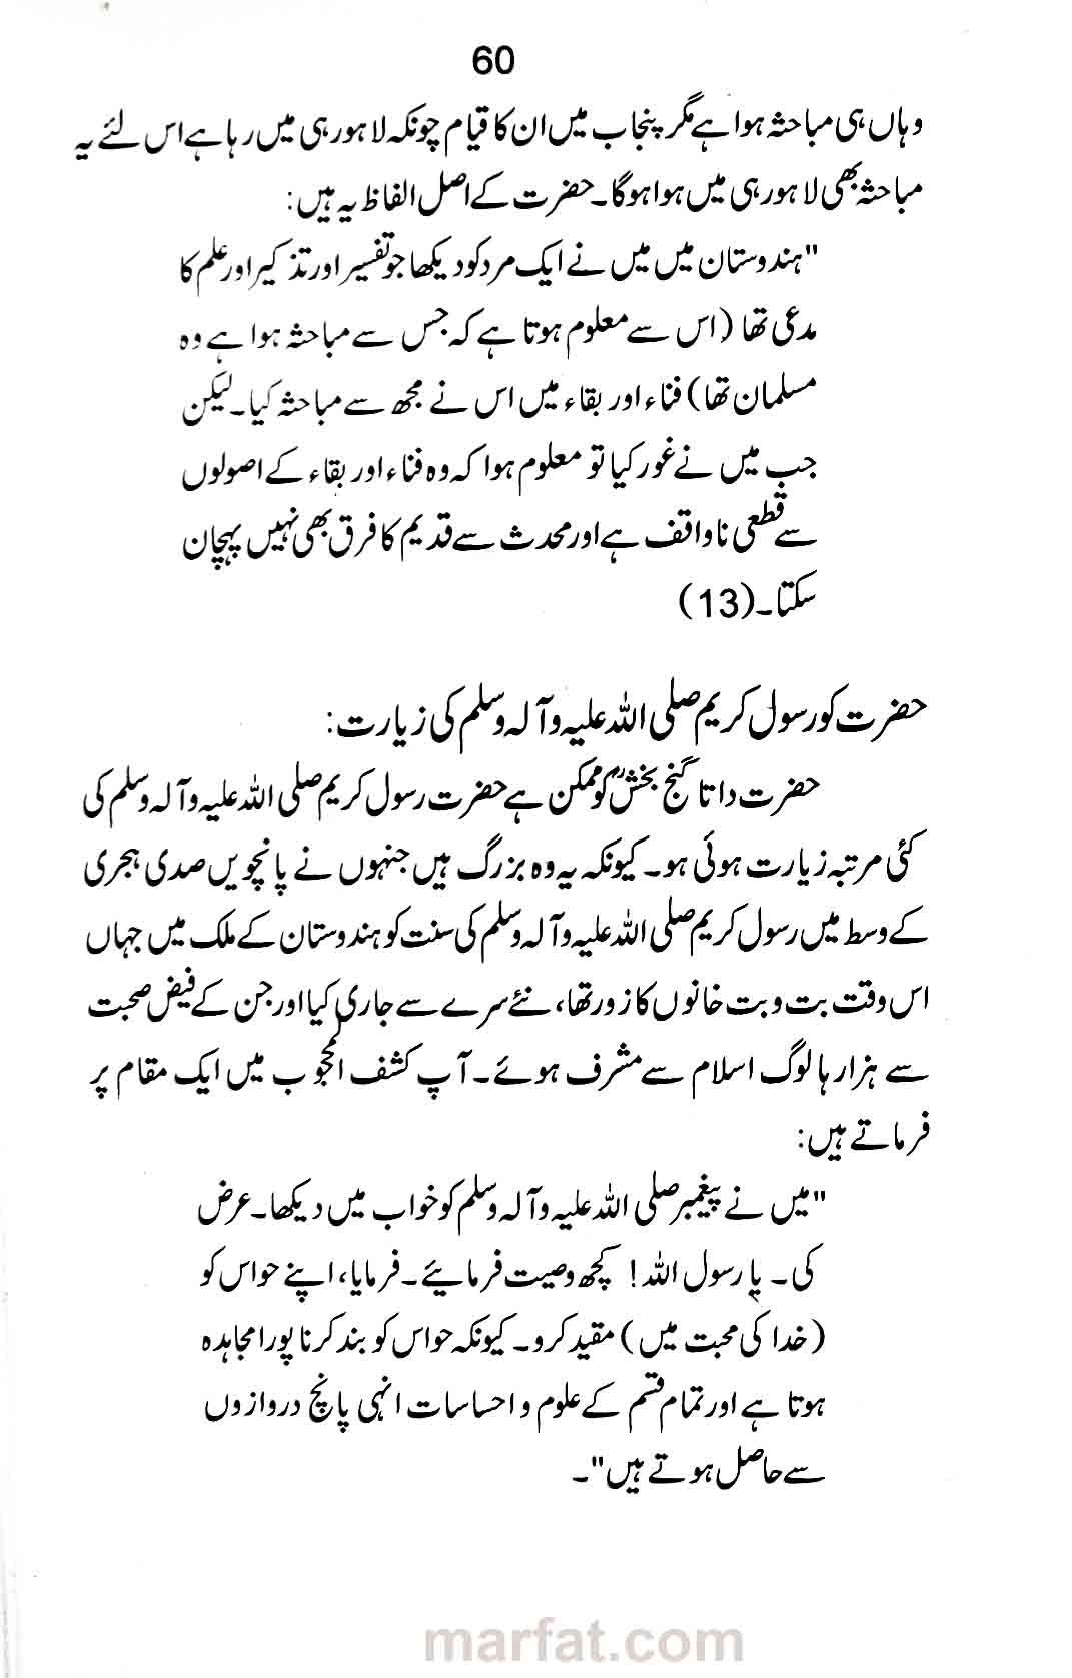 60
وہاں ہی مباحثہ ہوا ہے مگر پنجاب میں ان کا قیام چونکہ لاہور ہی میں رہا ہے اس لئے یہ
مباحثہ بھی لاہور ہی میں ہوا ہوگا۔ حضرت کے اصل الفاظ یہ ہیں:
"ہندوستان میں میں نے ایک مرد کو دیکھا جو تفسیر اور تذکیر اور علم کا
مدعی تھا (اس سے معلوم ہوتا ہے کہ جس سے مباحثہ ہوا ہے وہ
مسلمان تھا) فناء اور بقاء میں اس نے مجھ سے مباحثہ کیا۔ لیکن
جب میں نے غور کیا تو معلوم ہوا کہ وہ فناء اور بقاء کے اصولوں
سے قطعی ناواقف ہے اور محدث سے قدیم کا فرق بھی نہیں پہچان
سکتا۔ (13)
حضرت کو رسول کریم صلی اللہ علیہ وآلہ وسلم کی زیارت:
حضرت داتا گنج بخشؒ کو ممکن ہے حضرت رسول کریم صلی اللہ علیہ وآلہ وسلم کی
کئی مرتبہ زیارت ہوئی ہو۔ کیونکہ یہ وہ بزرگ ہیں جنہوں نے پانچویں صدی ہجری
کے وسط میں رسول کریم صلی اللہ علیہ وآلہ وسلم کی سنت کو ہندوستان کے ملک میں جہاں
اس وقت بت و بت خانوں کا زور تھا، نئے سرے سے جاری کیا اور جن کے فیض صحبت
سے ہزارہا لوگ اسلام سے مشرف ہوئے۔ آپ کشف المحجوب میں ایک مقام پر
فرماتے ہیں:
"میں نے پیغمبر صلی اللہ علیہ وآلہ وسلم کو خواب میں دیکھا۔ عرض
کی۔ یا رسول اللہ! کچھ وصیت فرمائیے۔ فرمایا، اپنے حواس کو
(خدا کی محبت میں) مقید کرو۔ کیونکہ حواس کو بند کرنا پورا مجاہدہ
ہوتا ہے اور تمام قسم کے علوم و احساسات انہی پانچ دروازوں
سے حاصل ہوتے ہیں"۔
marfat.com